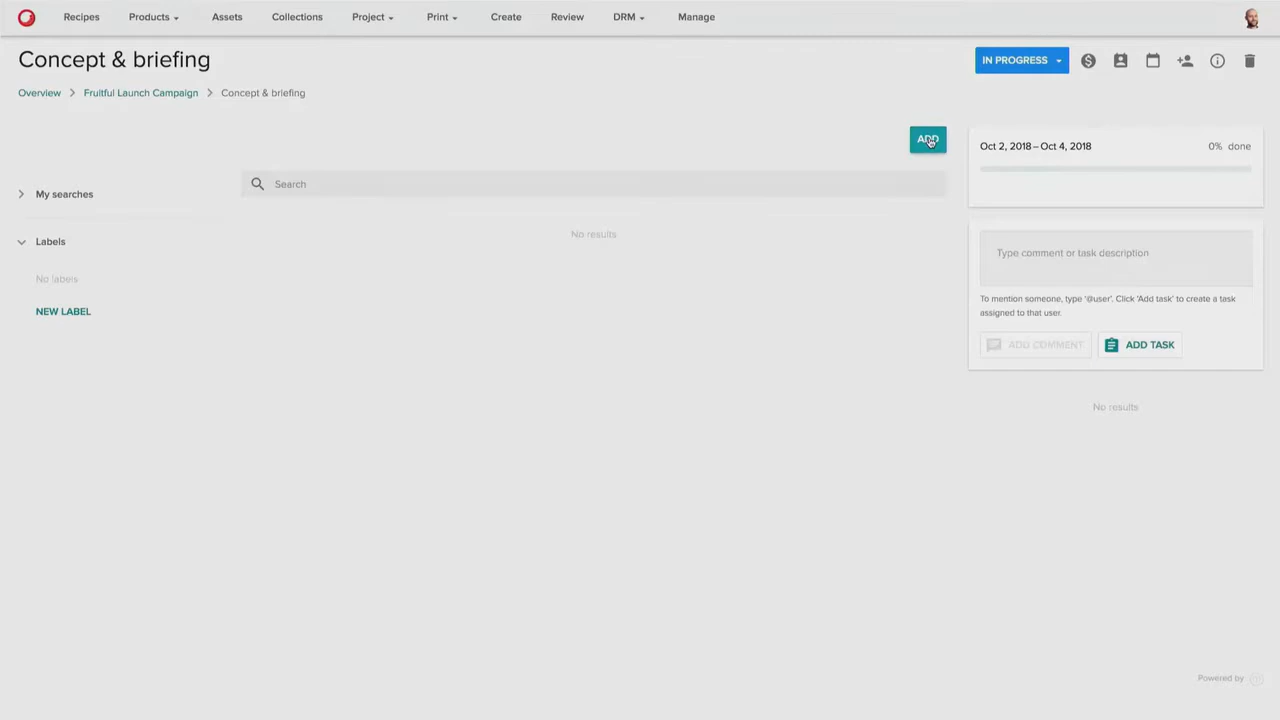 Recipes Products Assets Collections Project Print Create Review DRM Manage
Concept & briefing
IN PROGRESS
Overview Fruitful Launch Campaign Concept & briefing
ADD
Oct 2, 2018 – Oct 4, 2018 0% done
Search
My searches
No results
Labels
No labels
NEW LABEL
Type comment or task description
To mention someone, type '@user'. Click 'Add task' to create a task
assigned to that user.
ADD COMMENT ADD TASK
No results
Powered by